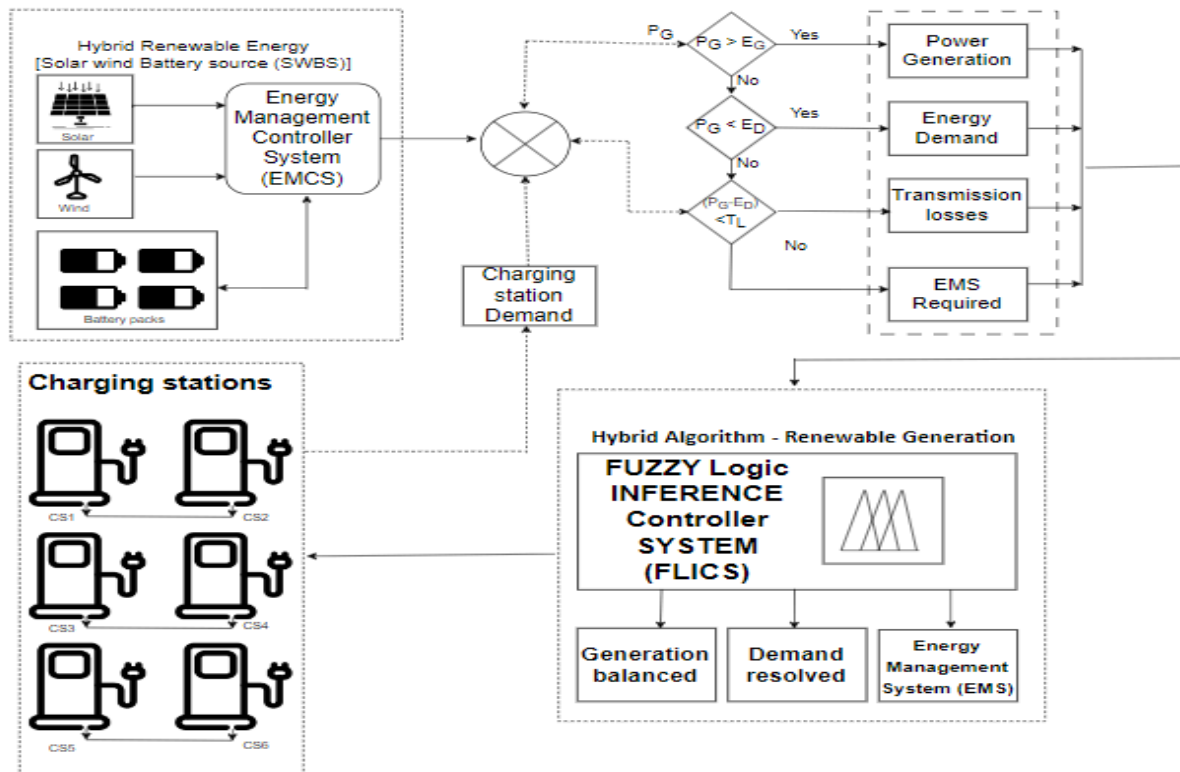 Hybrid Renewable Energy
[Solar wind Battery source (SWBS)]
Solar
Wind
Battery packs
Energy
Management
Controller
System
(EMCS)
Charging
station
Demand
PG
PG > EG
Yes
No
PG < ED
Yes
No
(PG-ED)
<TL
No
Power
Generation
Energy
Demand
Transmission
losses
EMS
Required
Charging stations
CS1
CS2
CS3
CS4
CS5
CS6
Hybrid Algorithm - Renewable Generation
FUZZY Logic
INFERENCE
Controller
SYSTEM
(FLICS)
Generation
balanced
Demand
resolved
Energy
Management
System (EMS)